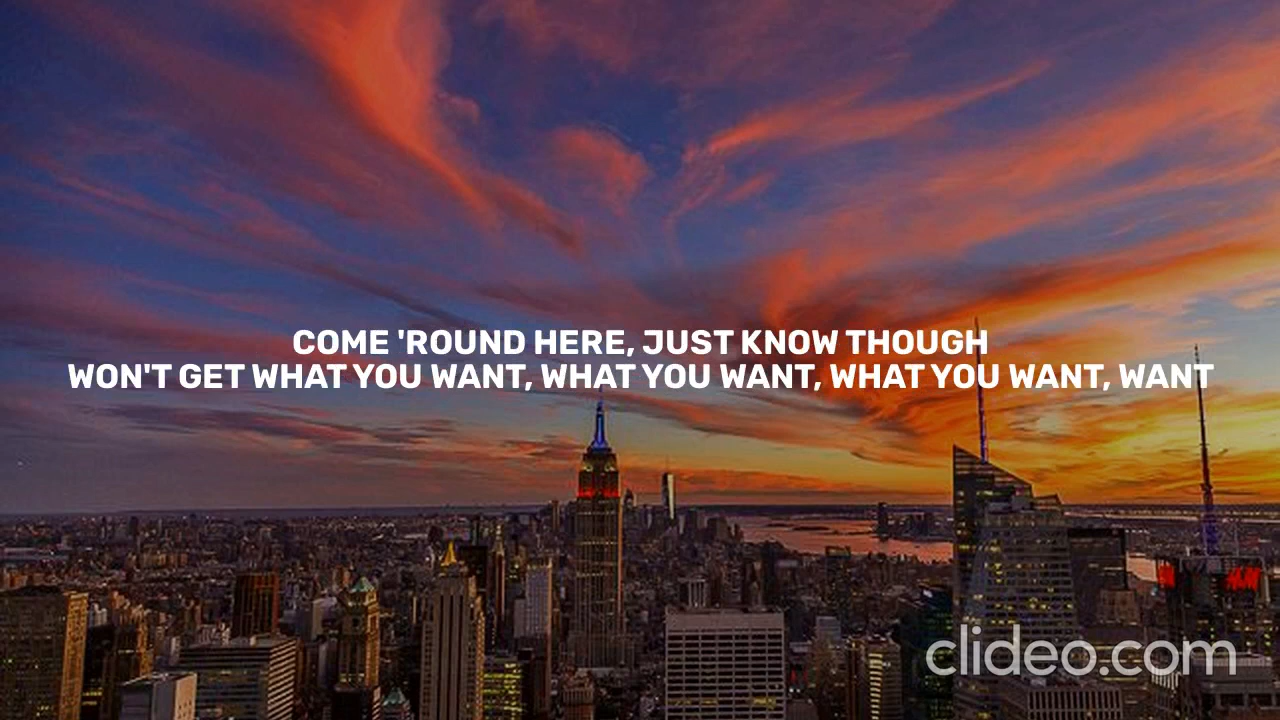 COME 'ROUND HERE, JUST KNOW THOUGH
WON'T GET WHAT YOU WANT, WHAT YOU WANT, WHAT YOU WANT, WANT
H&M
clideo.com